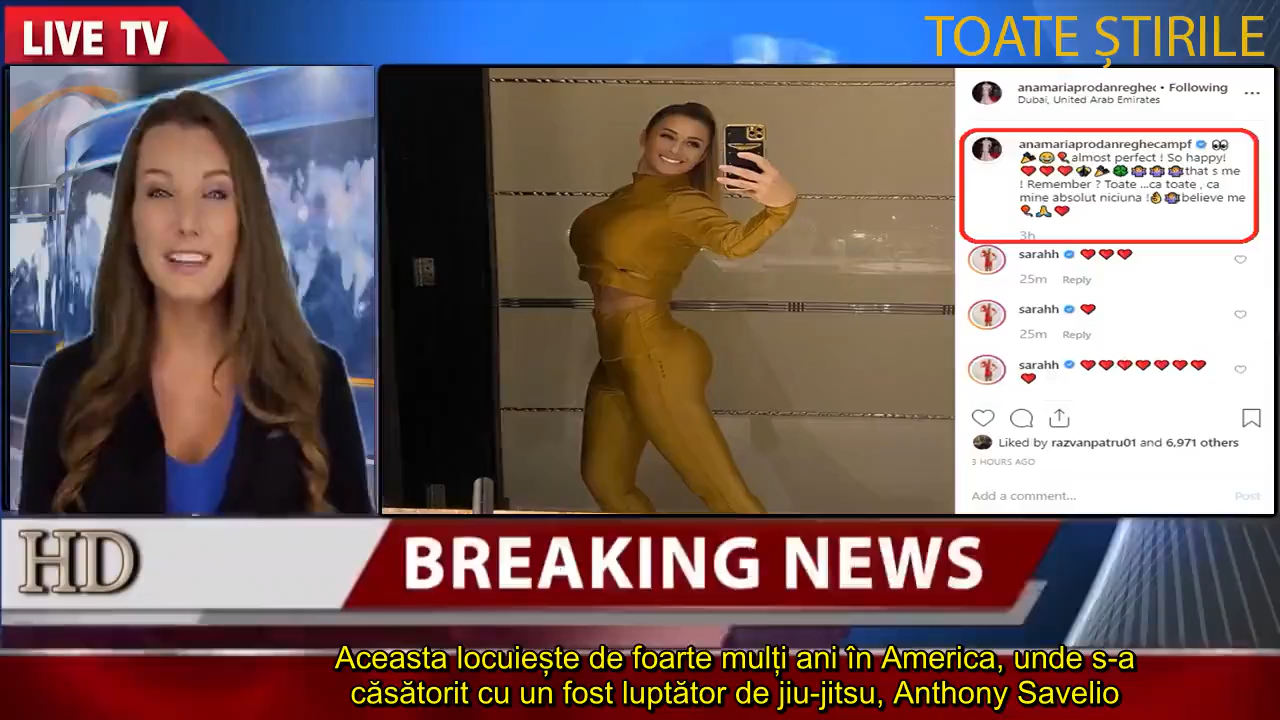 LIVE TV
TOATE ȘTIRILE
anamariaprodanreghec • Following
Dubai, United Arab Emirates
anamariaprodanreghecampf
almost perfect ! So happy!
that s me
! Remember ? Toate ...ca toate , ca
mine absolut niciuna ! believe me
3h
sarahh
25m Reply
sarahh
25m Reply
sarahh
Liked by razvanpatru01 and 6,971 others
3 HOURS AGO
Add a comment... Post
HD
BREAKING NEWS
Aceasta locuiește de foarte mulți ani în America, unde s-a
căsătorit cu un fost luptător de jiu-jitsu, Anthony Savelio